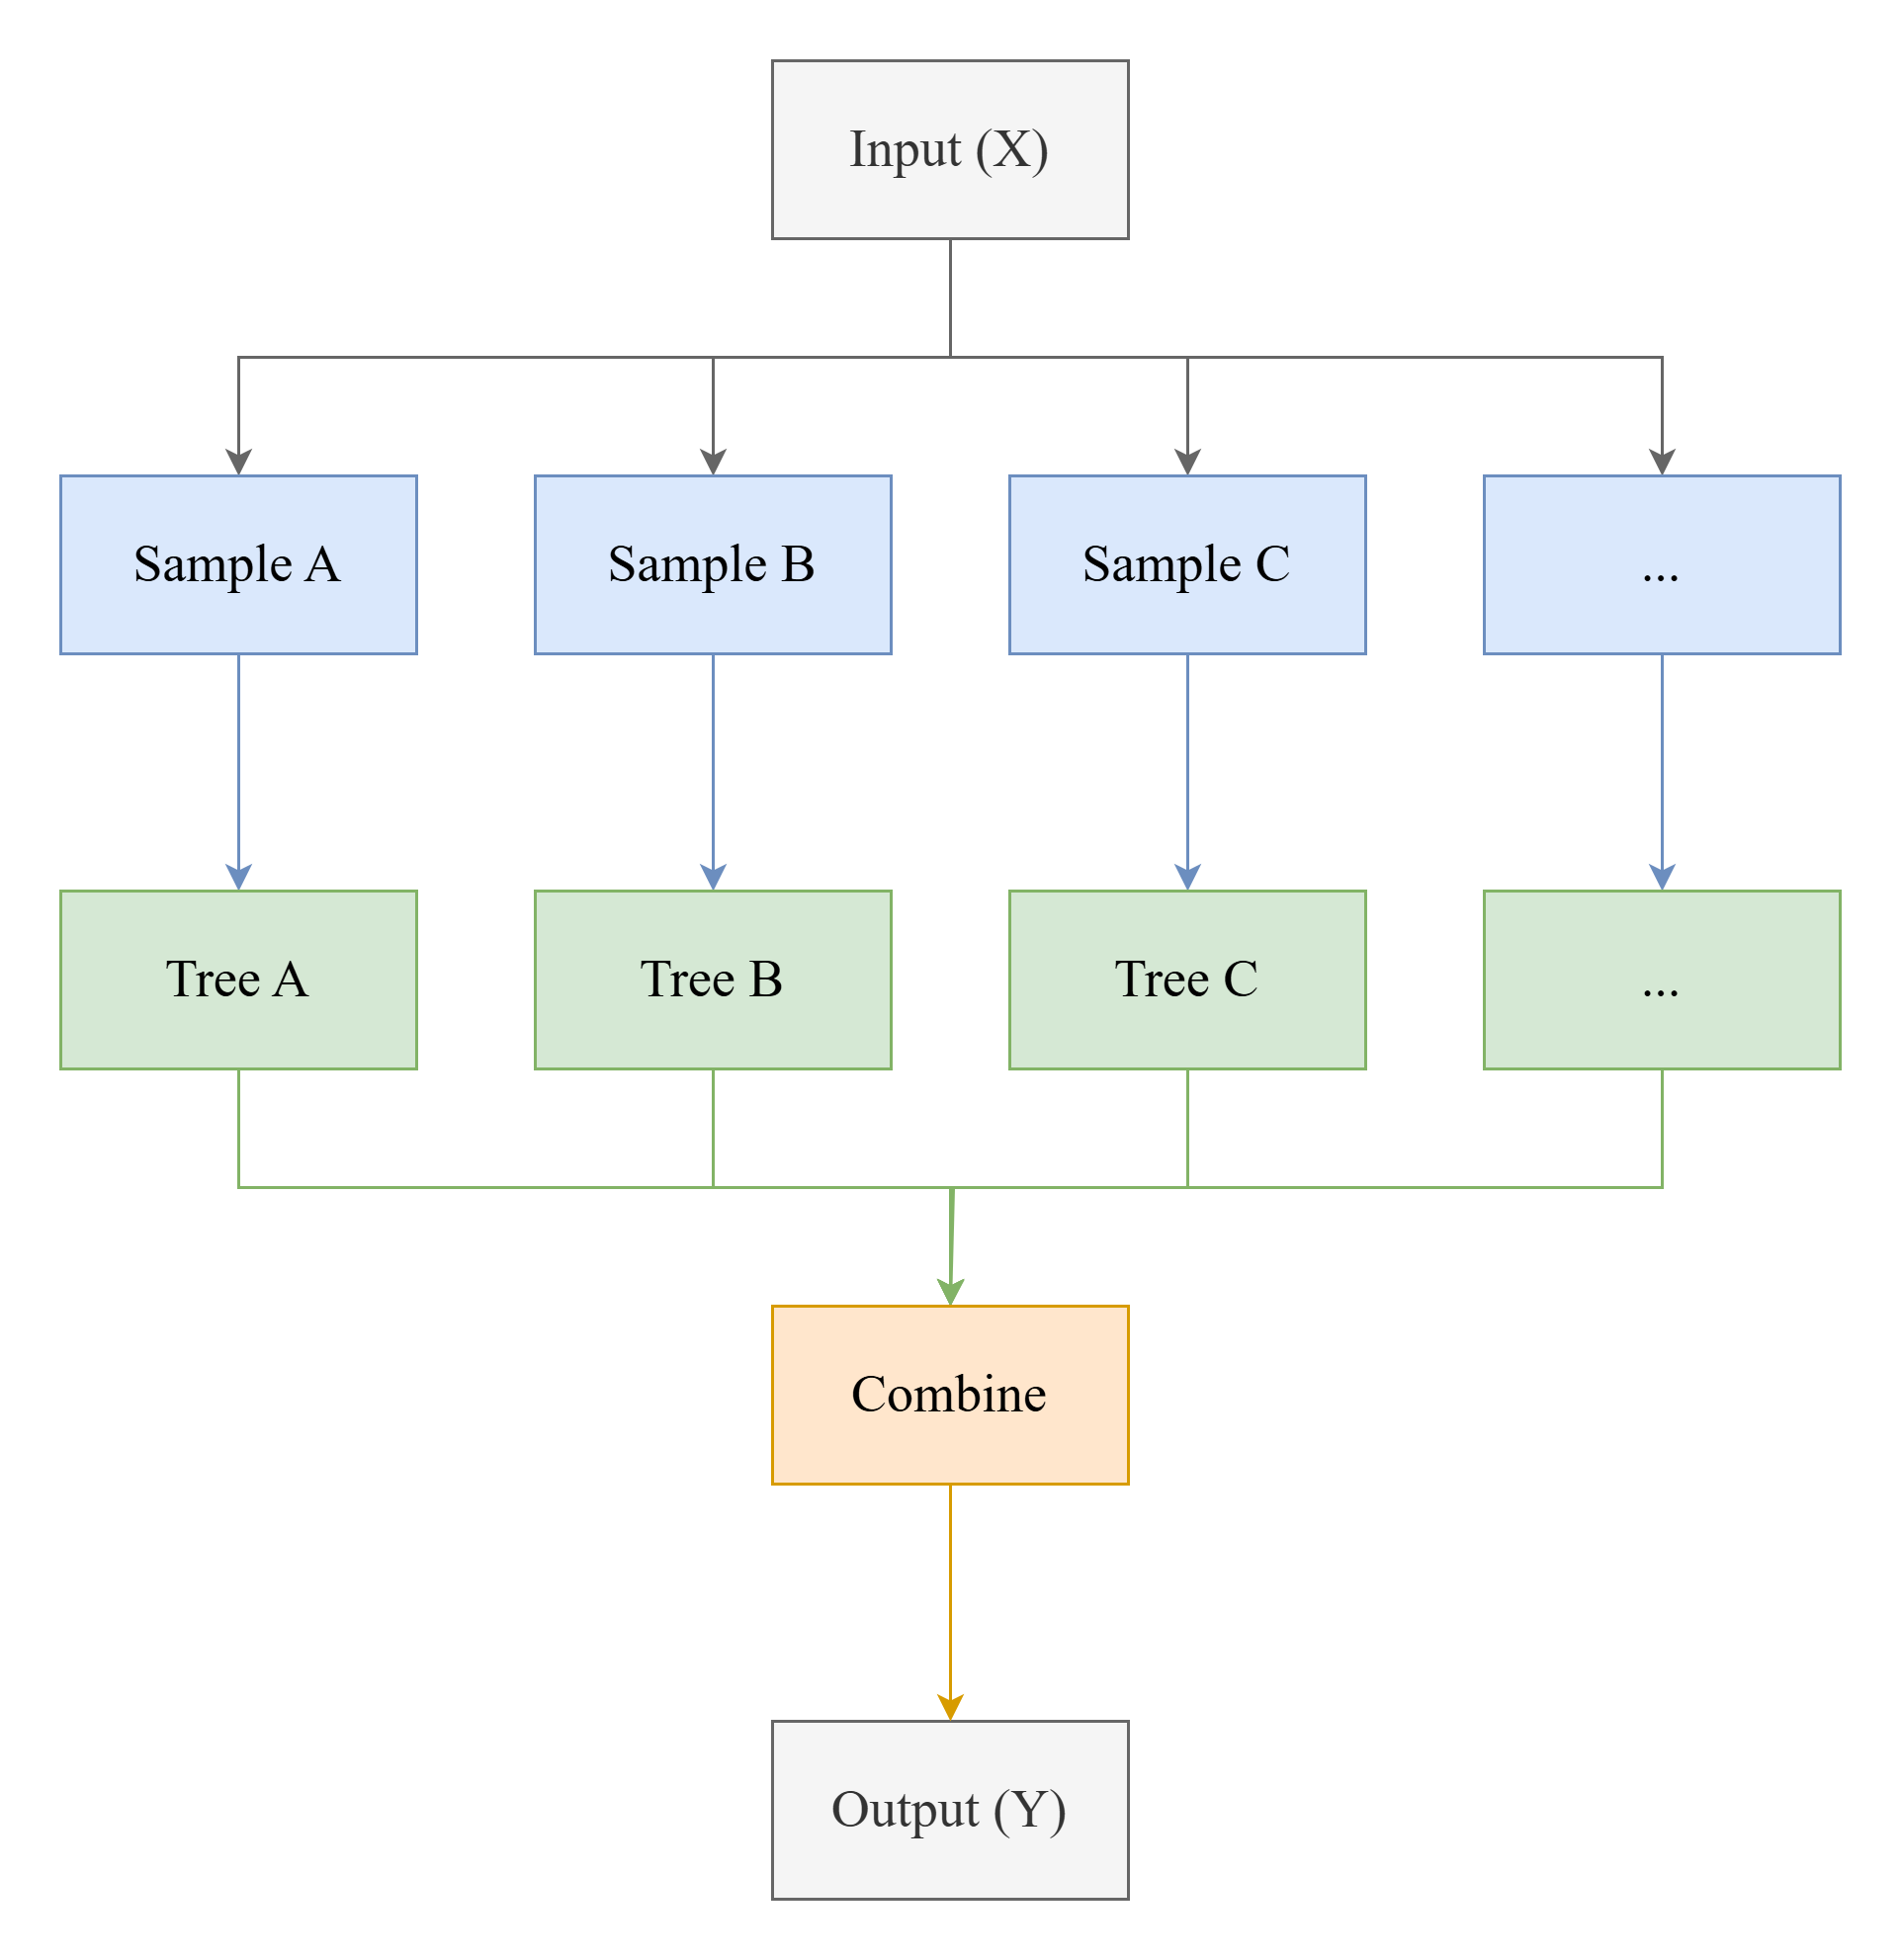 Input (X)
Sample A
Sample B
Sample C
...
Tree A
Tree B
Tree C
...
Combine
Output (Y)